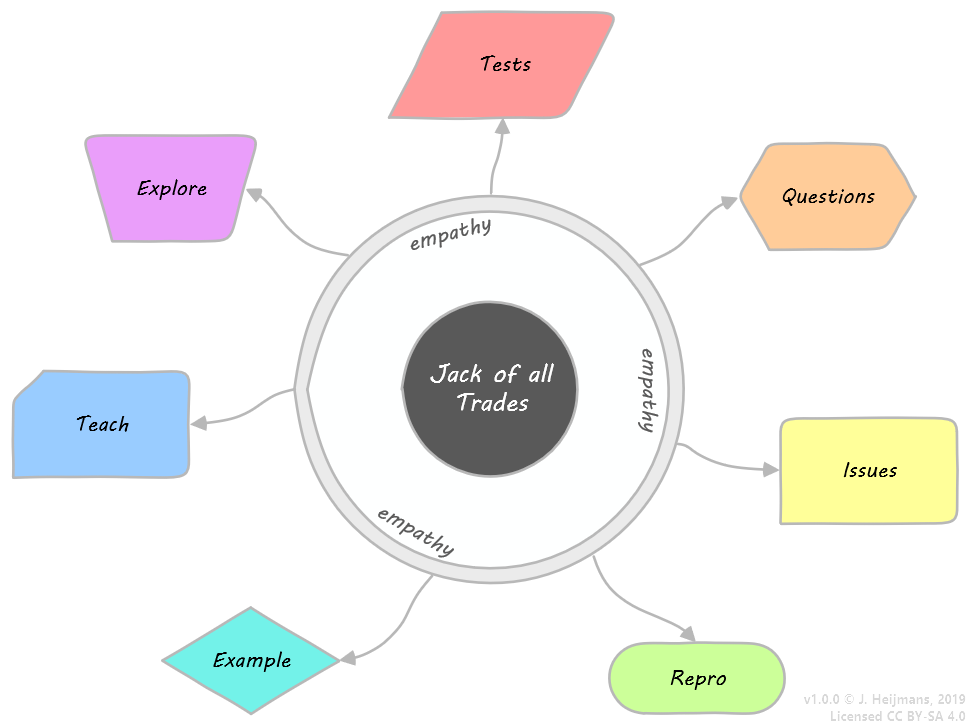 Tests
Explore
Questions
empathy
empathy
Jack of all
Trades
Teach
Issues
empathy
Example
Repro
v1.0.0 © J. Heijmans, 2019
Licensed CC BY-SA 4.0